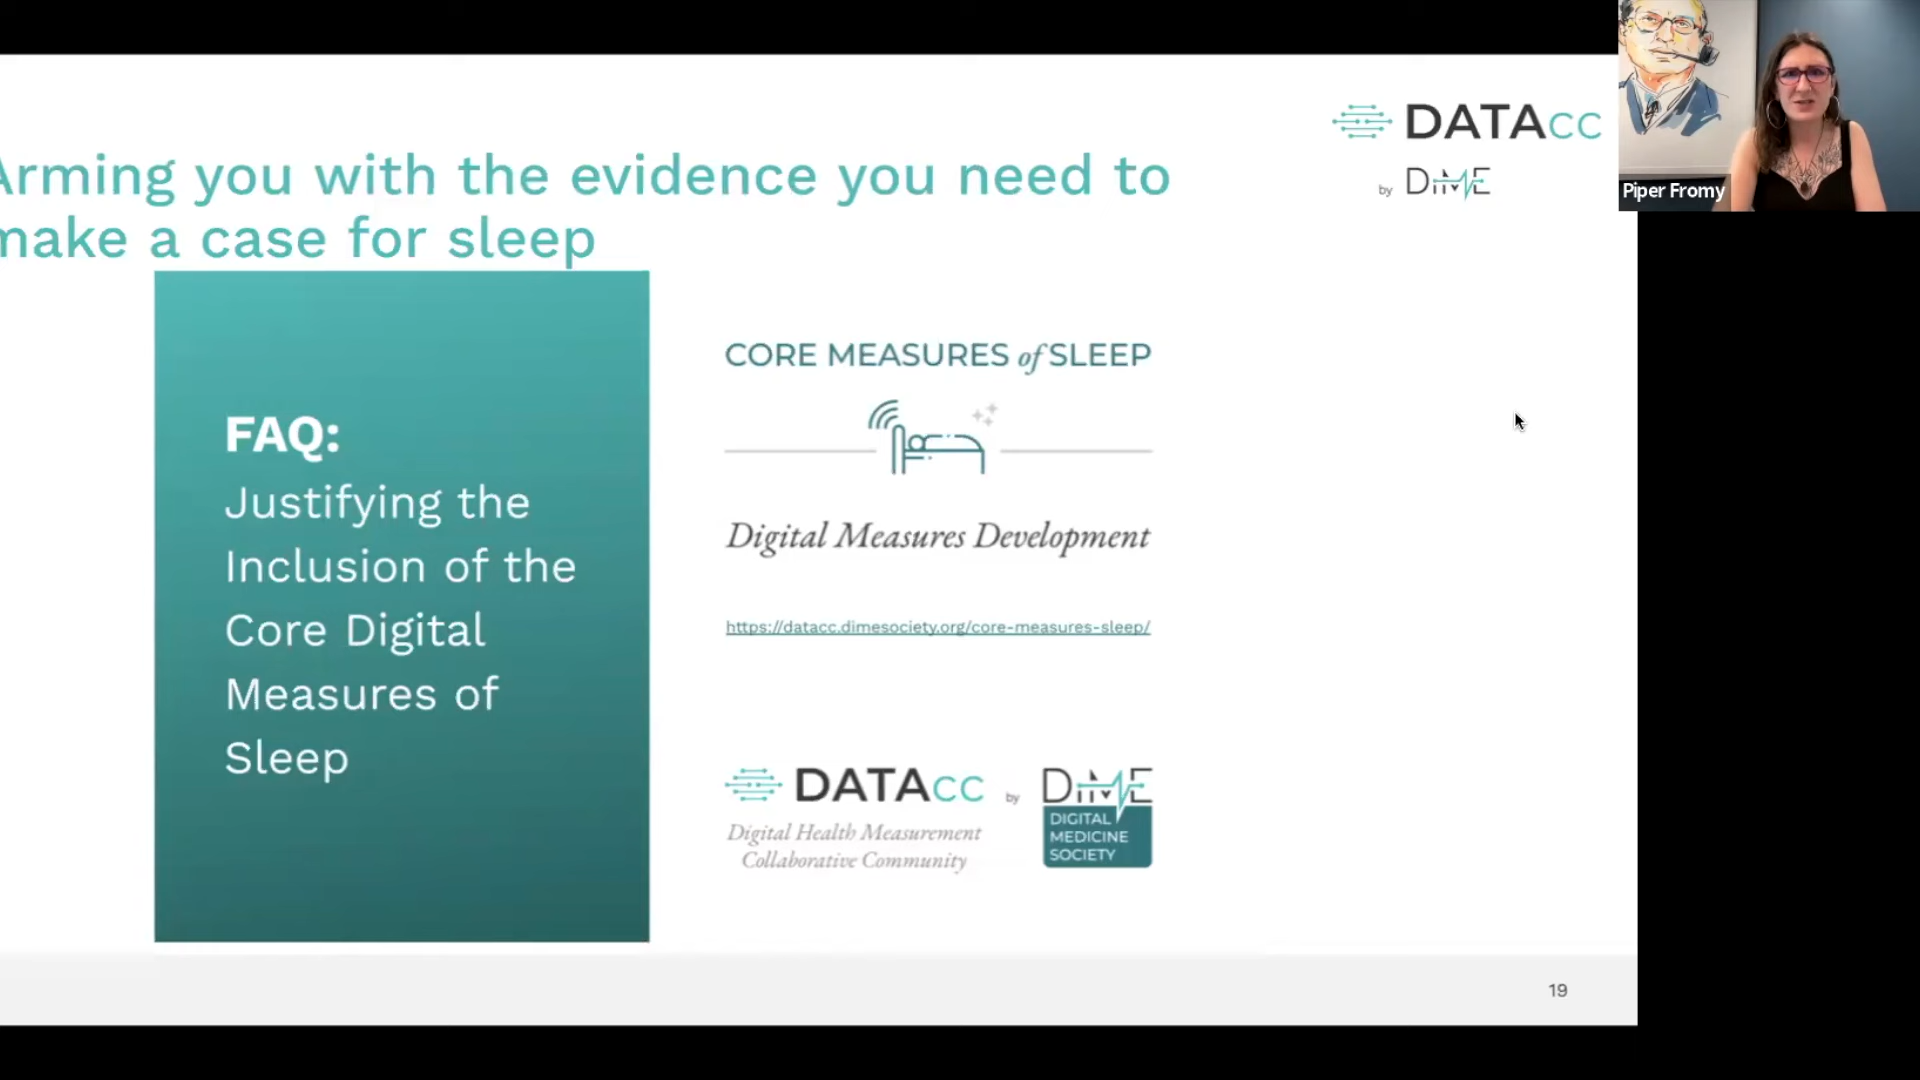 Arming you with the evidence you need to
make a case for sleep
DATAcc
by DiME
Piper Fromy
FAQ:
Justifying the
Inclusion of the
Core Digital
Measures of
Sleep
CORE MEASURES of SLEEP
Digital Measures Development
https://datacc.dimesociety.org/core-measures-sleep/
DATAcc by DiME
Digital Health Measurement
Collaborative Community
DIGITAL
MEDICINE
SOCIETY
19